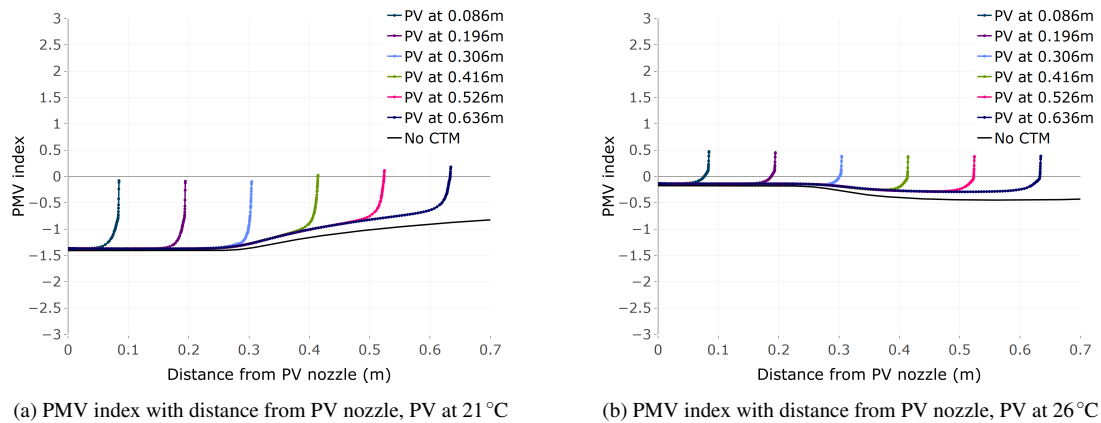 3
2.5
2
1.5
1
0.5
0
−0.5
−1
−1.5
−2
−2.5
−3
PMV index
0 0.1 0.2 0.3 0.4 0.5 0.6 0.7
Distance from PV nozzle (m)
PV at 0.086m
PV at 0.196m
PV at 0.306m
PV at 0.416m
PV at 0.526m
PV at 0.636m
No CTM
(a) PMV index with distance from PV nozzle, PV at 21 °C
3
2.5
2
1.5
1
0.5
0
−0.5
−1
−1.5
−2
−2.5
−3
PMV index
0 0.1 0.2 0.3 0.4 0.5 0.6 0.7
Distance from PV nozzle (m)
PV at 0.086m
PV at 0.196m
PV at 0.306m
PV at 0.416m
PV at 0.526m
PV at 0.636m
No CTM
(b) PMV index with distance from PV nozzle, PV at 26 °C